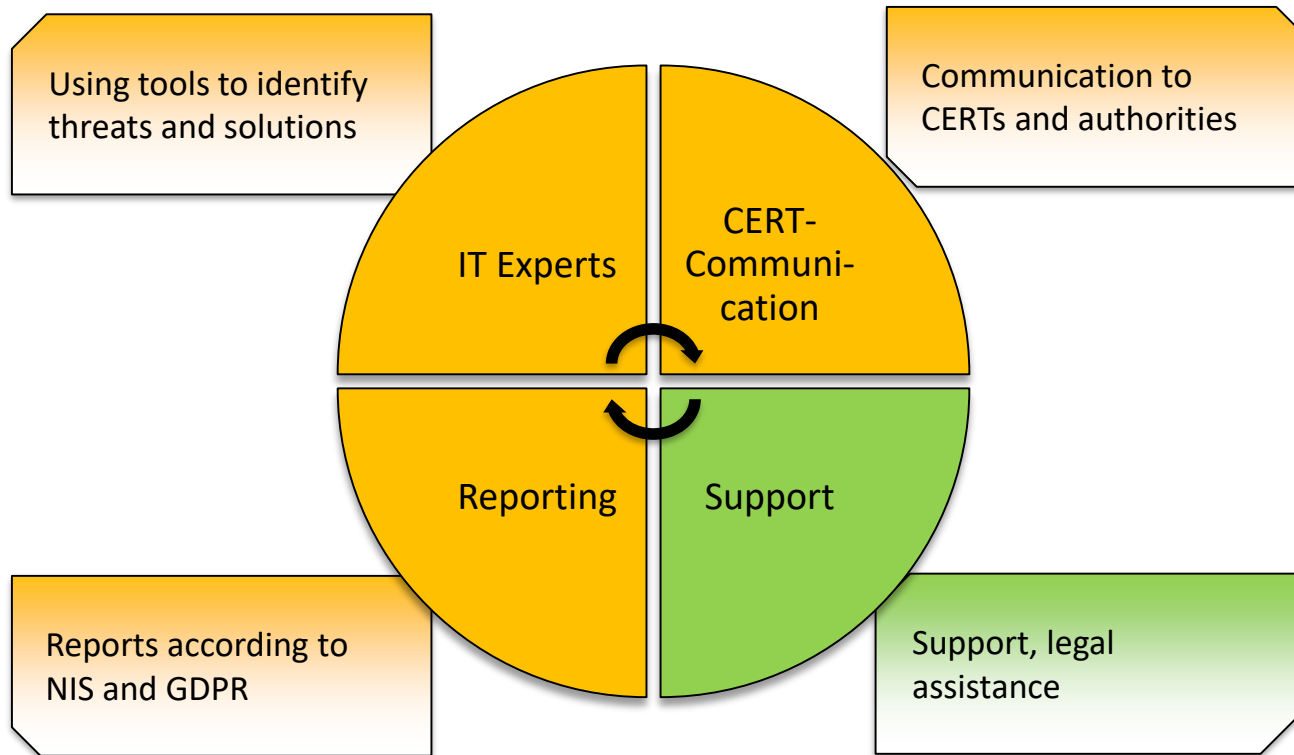 Using tools to identify
threats and solutions
Communication to
CERTs and authorities
IT Experts
CERT-
Communi-
cation
Reporting
Support
Reports according to
NIS and GDPR
Support, legal
assistance